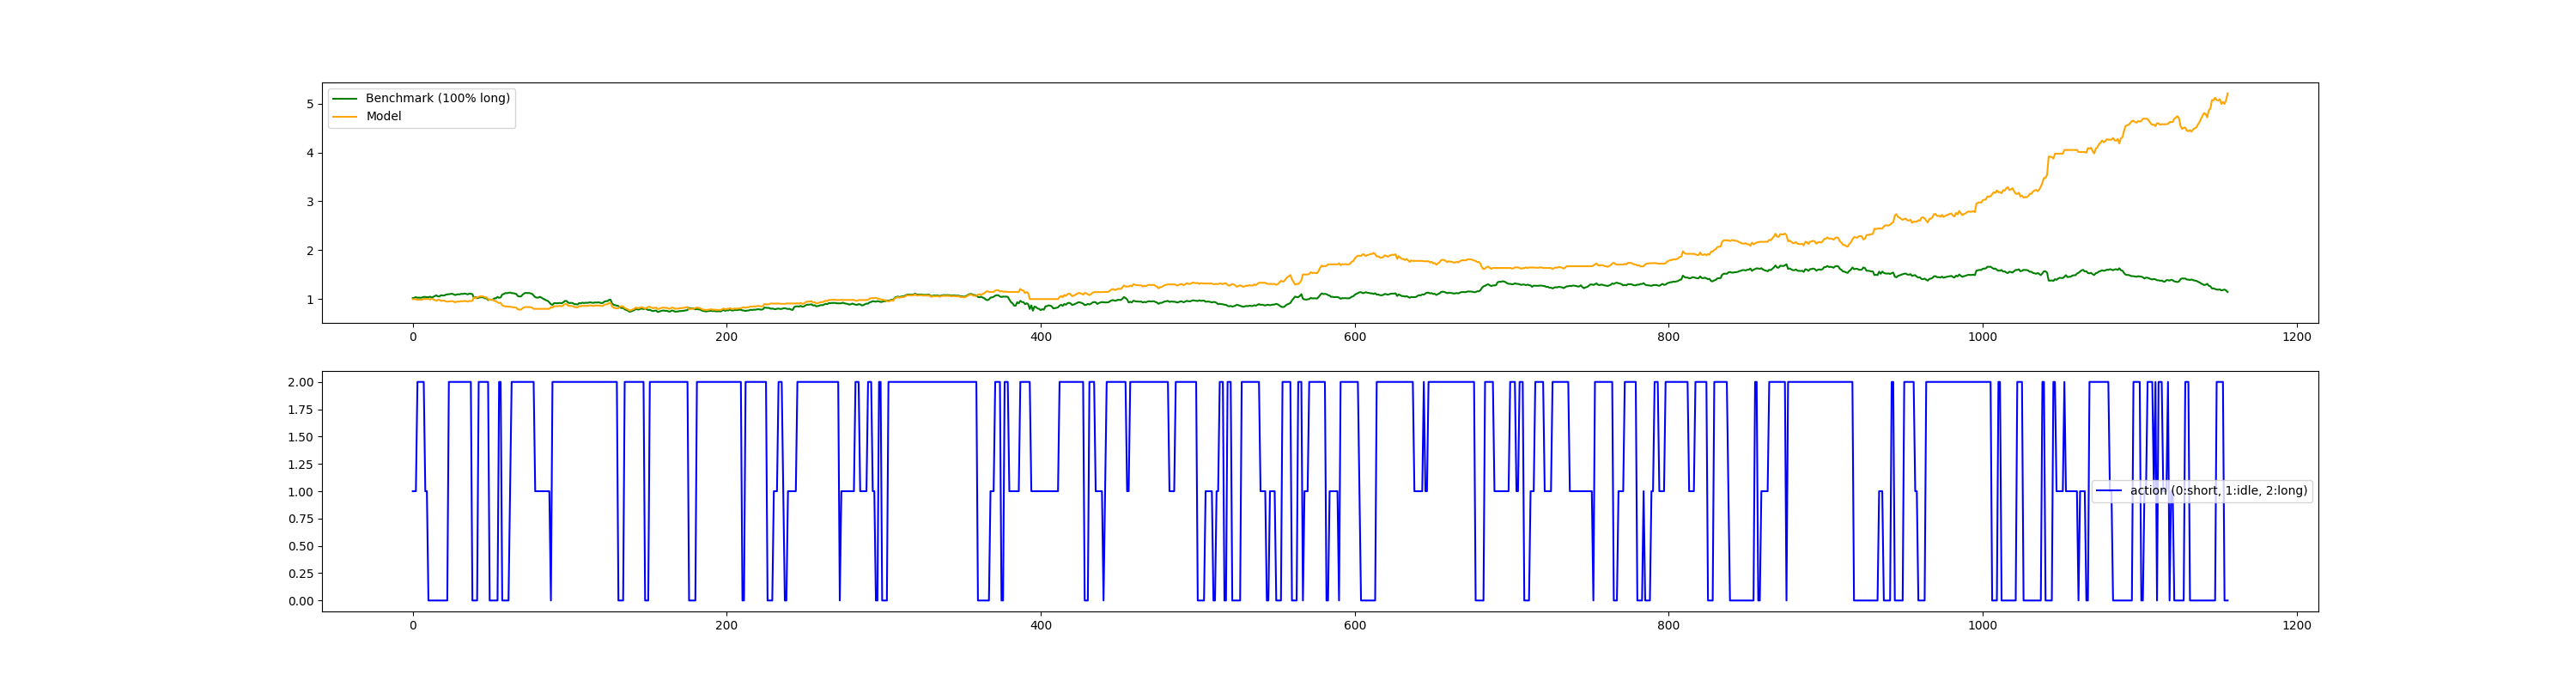 Benchmark (100% long)
Model
5
4
3
2
1
0 200 400 600 800 1000 1200
2.00
1.75
1.50
1.25
1.00
0.75
0.50
0.25
0.00
action (0:short, 1:idle, 2:long)
0 200 400 600 800 1000 1200